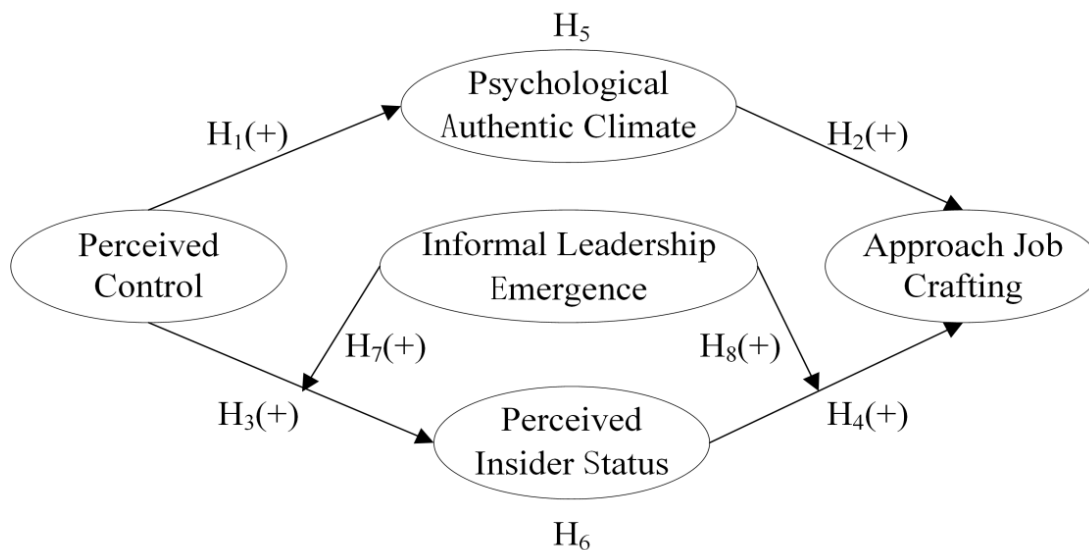 H₅
Psychological
Authentic Climate
H₁(+)
H₂(+)
Perceived
Control
Informal Leadership
Emergence
Approach Job
Crafting
H₇(+)
H₈(+)
H₃(+)
H₄(+)
Perceived
Insider Status
H₆